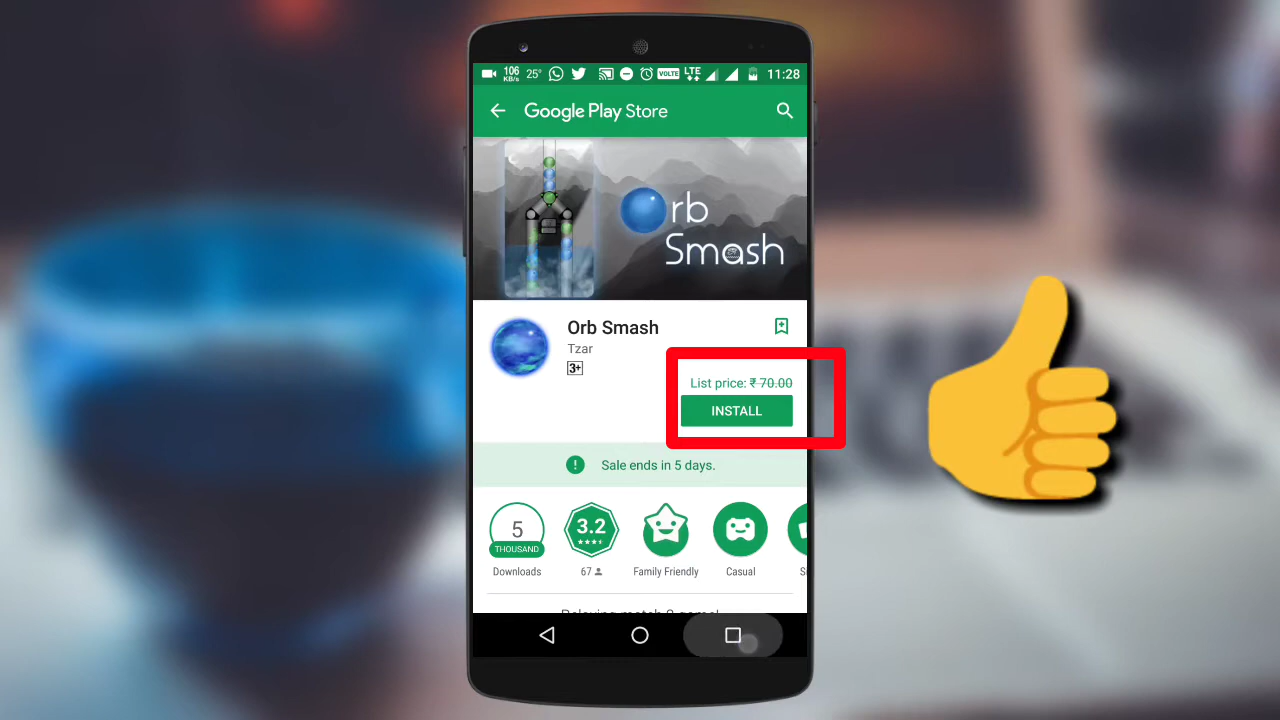 106
KB/s
25°
VOLTE
LTE
11:28
Google Play Store
Orb
Smash
Orb Smash
Tzar
3+
List price: ₹ 70.00
INSTALL
! Sale ends in 5 days.
5
THOUSAND
Downloads
3.2
67
Family Friendly
Casual